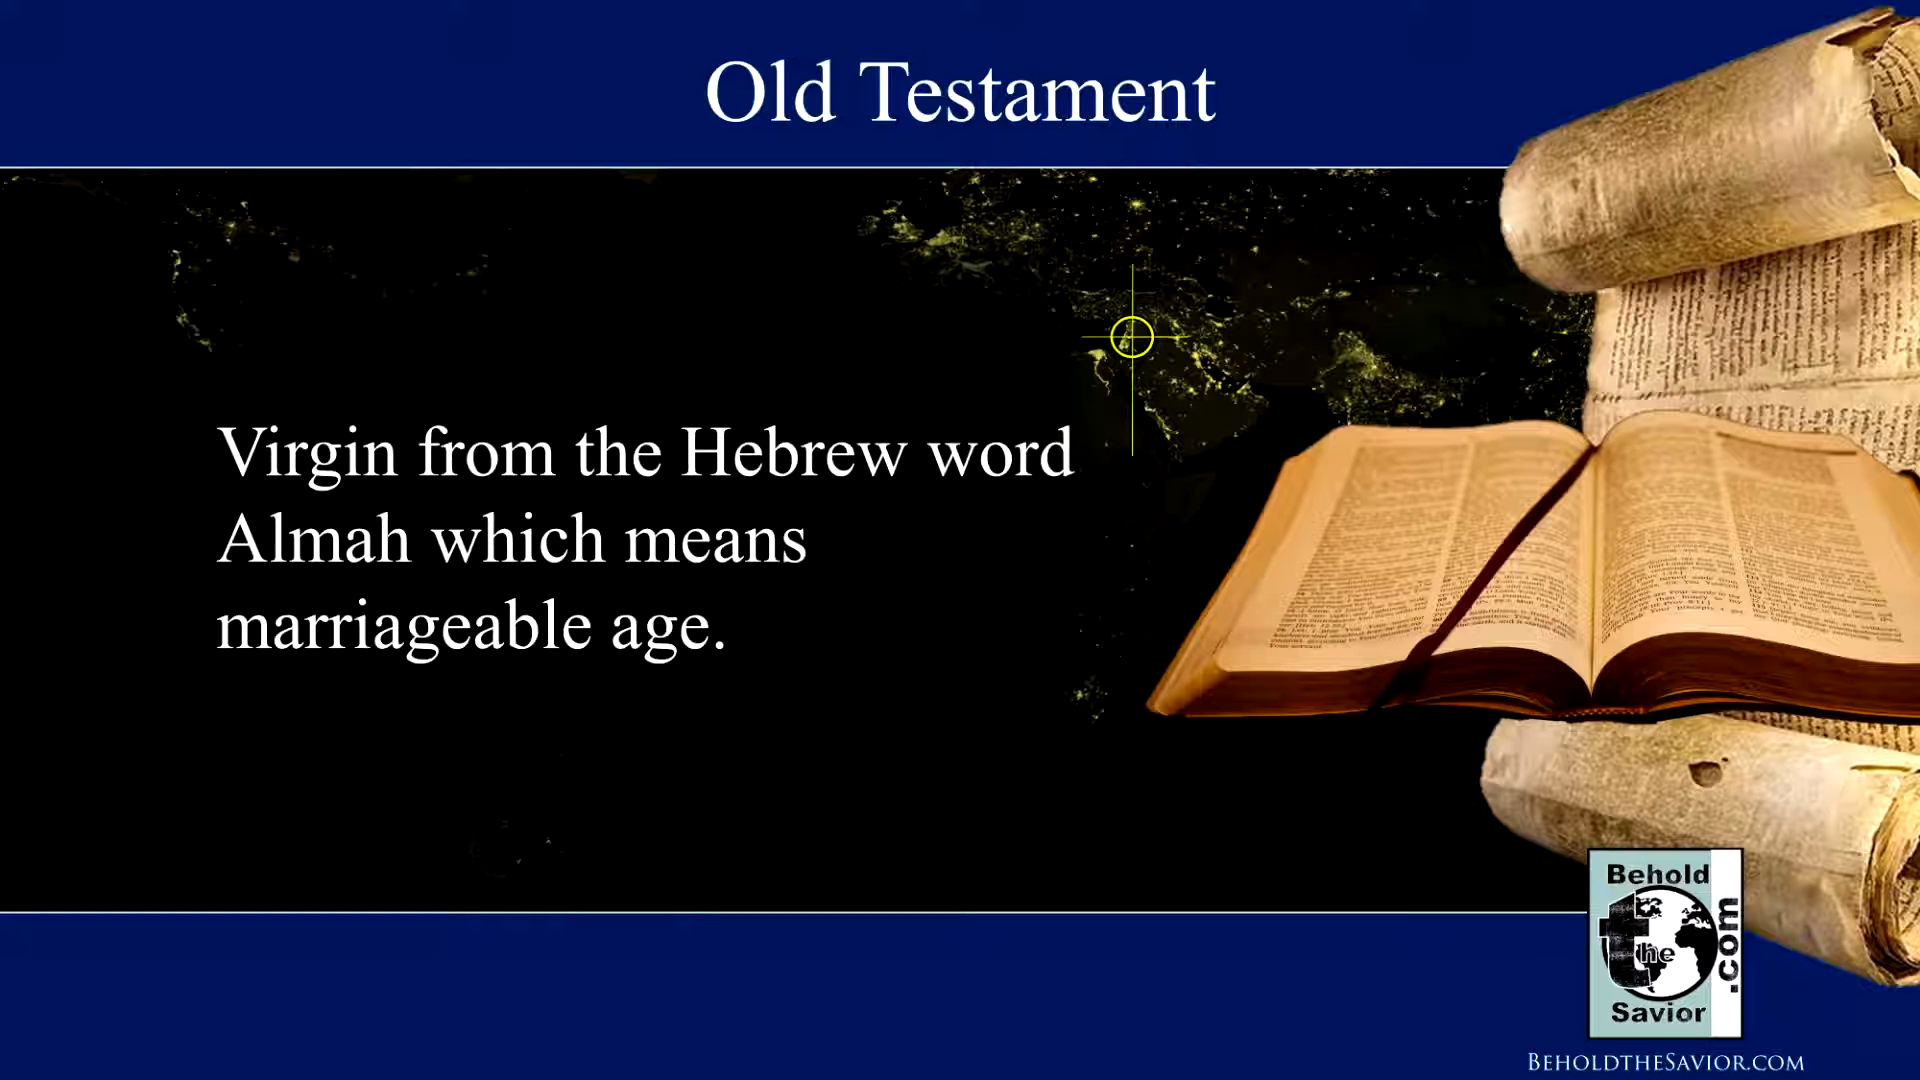 Old Testament
Virgin from the Hebrew word
Almah which means
marriageable age.
Behold
the
Savior
.com
BEHOLDTHESAVIOR.COM